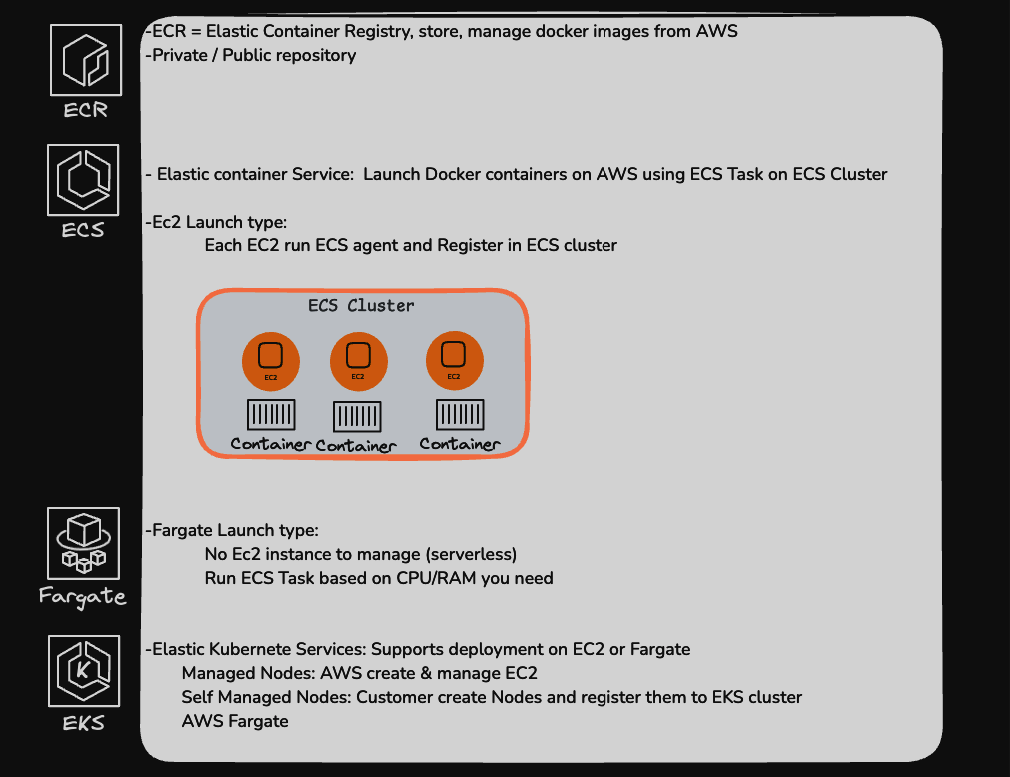 -ECR = Elastic Container Registry, store, manage docker images from AWS
-Private / Public repository
ECR
- Elastic container Service:  Launch Docker containers on AWS using ECS Task on ECS Cluster
ECS
-Ec2 Launch type:
Each EC2 run ECS agent and Register in ECS cluster
ECS Cluster
EC2 EC2 EC2
Container Container Container
-Fargate Launch type:
No Ec2 instance to manage (serverless)
Run ECS Task based on CPU/RAM you need
Fargate
-Elastic Kubernete Services: Supports deployment on EC2 or Fargate
Managed Nodes: AWS create & manage EC2
K
Self Managed Nodes: Customer create Nodes and register them to EKS cluster
AWS Fargate
EKS